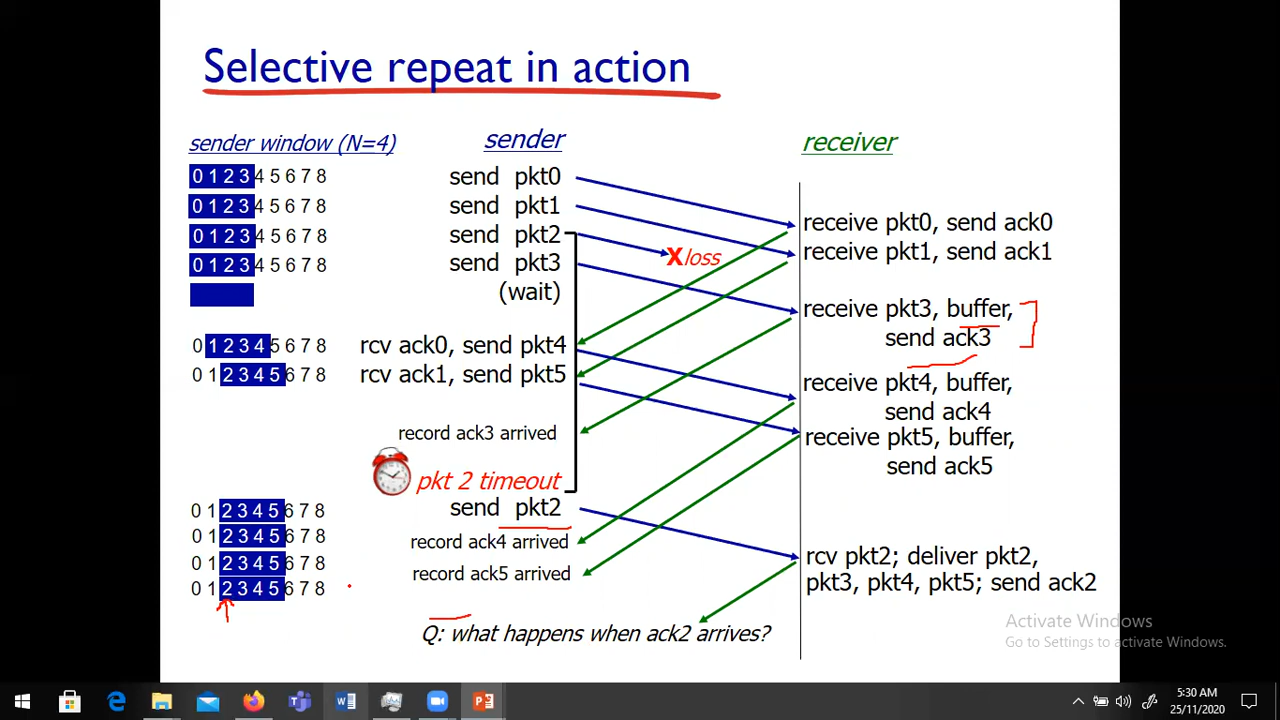 Selective repeat in action
sender window (N=4)
sender
receiver
0 1 2 3 4 5 6 7 8
send pkt0
0 1 2 3 4 5 6 7 8
send pkt1
receive pkt0, send ack0
0 1 2 3 4 5 6 7 8
send pkt2
Xloss
receive pkt1, send ack1
0 1 2 3 4 5 6 7 8
send pkt3
(wait)
receive pkt3, buffer,
send ack3
0 1 2 3 4 5 6 7 8
rcv ack0, send pkt4
0 1 2 3 4 5 6 7 8
rcv ack1, send pkt5
receive pkt4, buffer,
send ack4
record ack3 arrived
receive pkt5, buffer,
send ack5
pkt 2 timeout
0 1 2 3 4 5 6 7 8
send pkt2
0 1 2 3 4 5 6 7 8
record ack4 arrived
0 1 2 3 4 5 6 7 8
record ack5 arrived
0 1 2 3 4 5 6 7 8
rcv pkt2; deliver pkt2,
pkt3, pkt4, pkt5; send ack2
Q: what happens when ack2 arrives?
Activate Windows
Go to Settings to activate Windows.
5:30 AM
25/11/2020